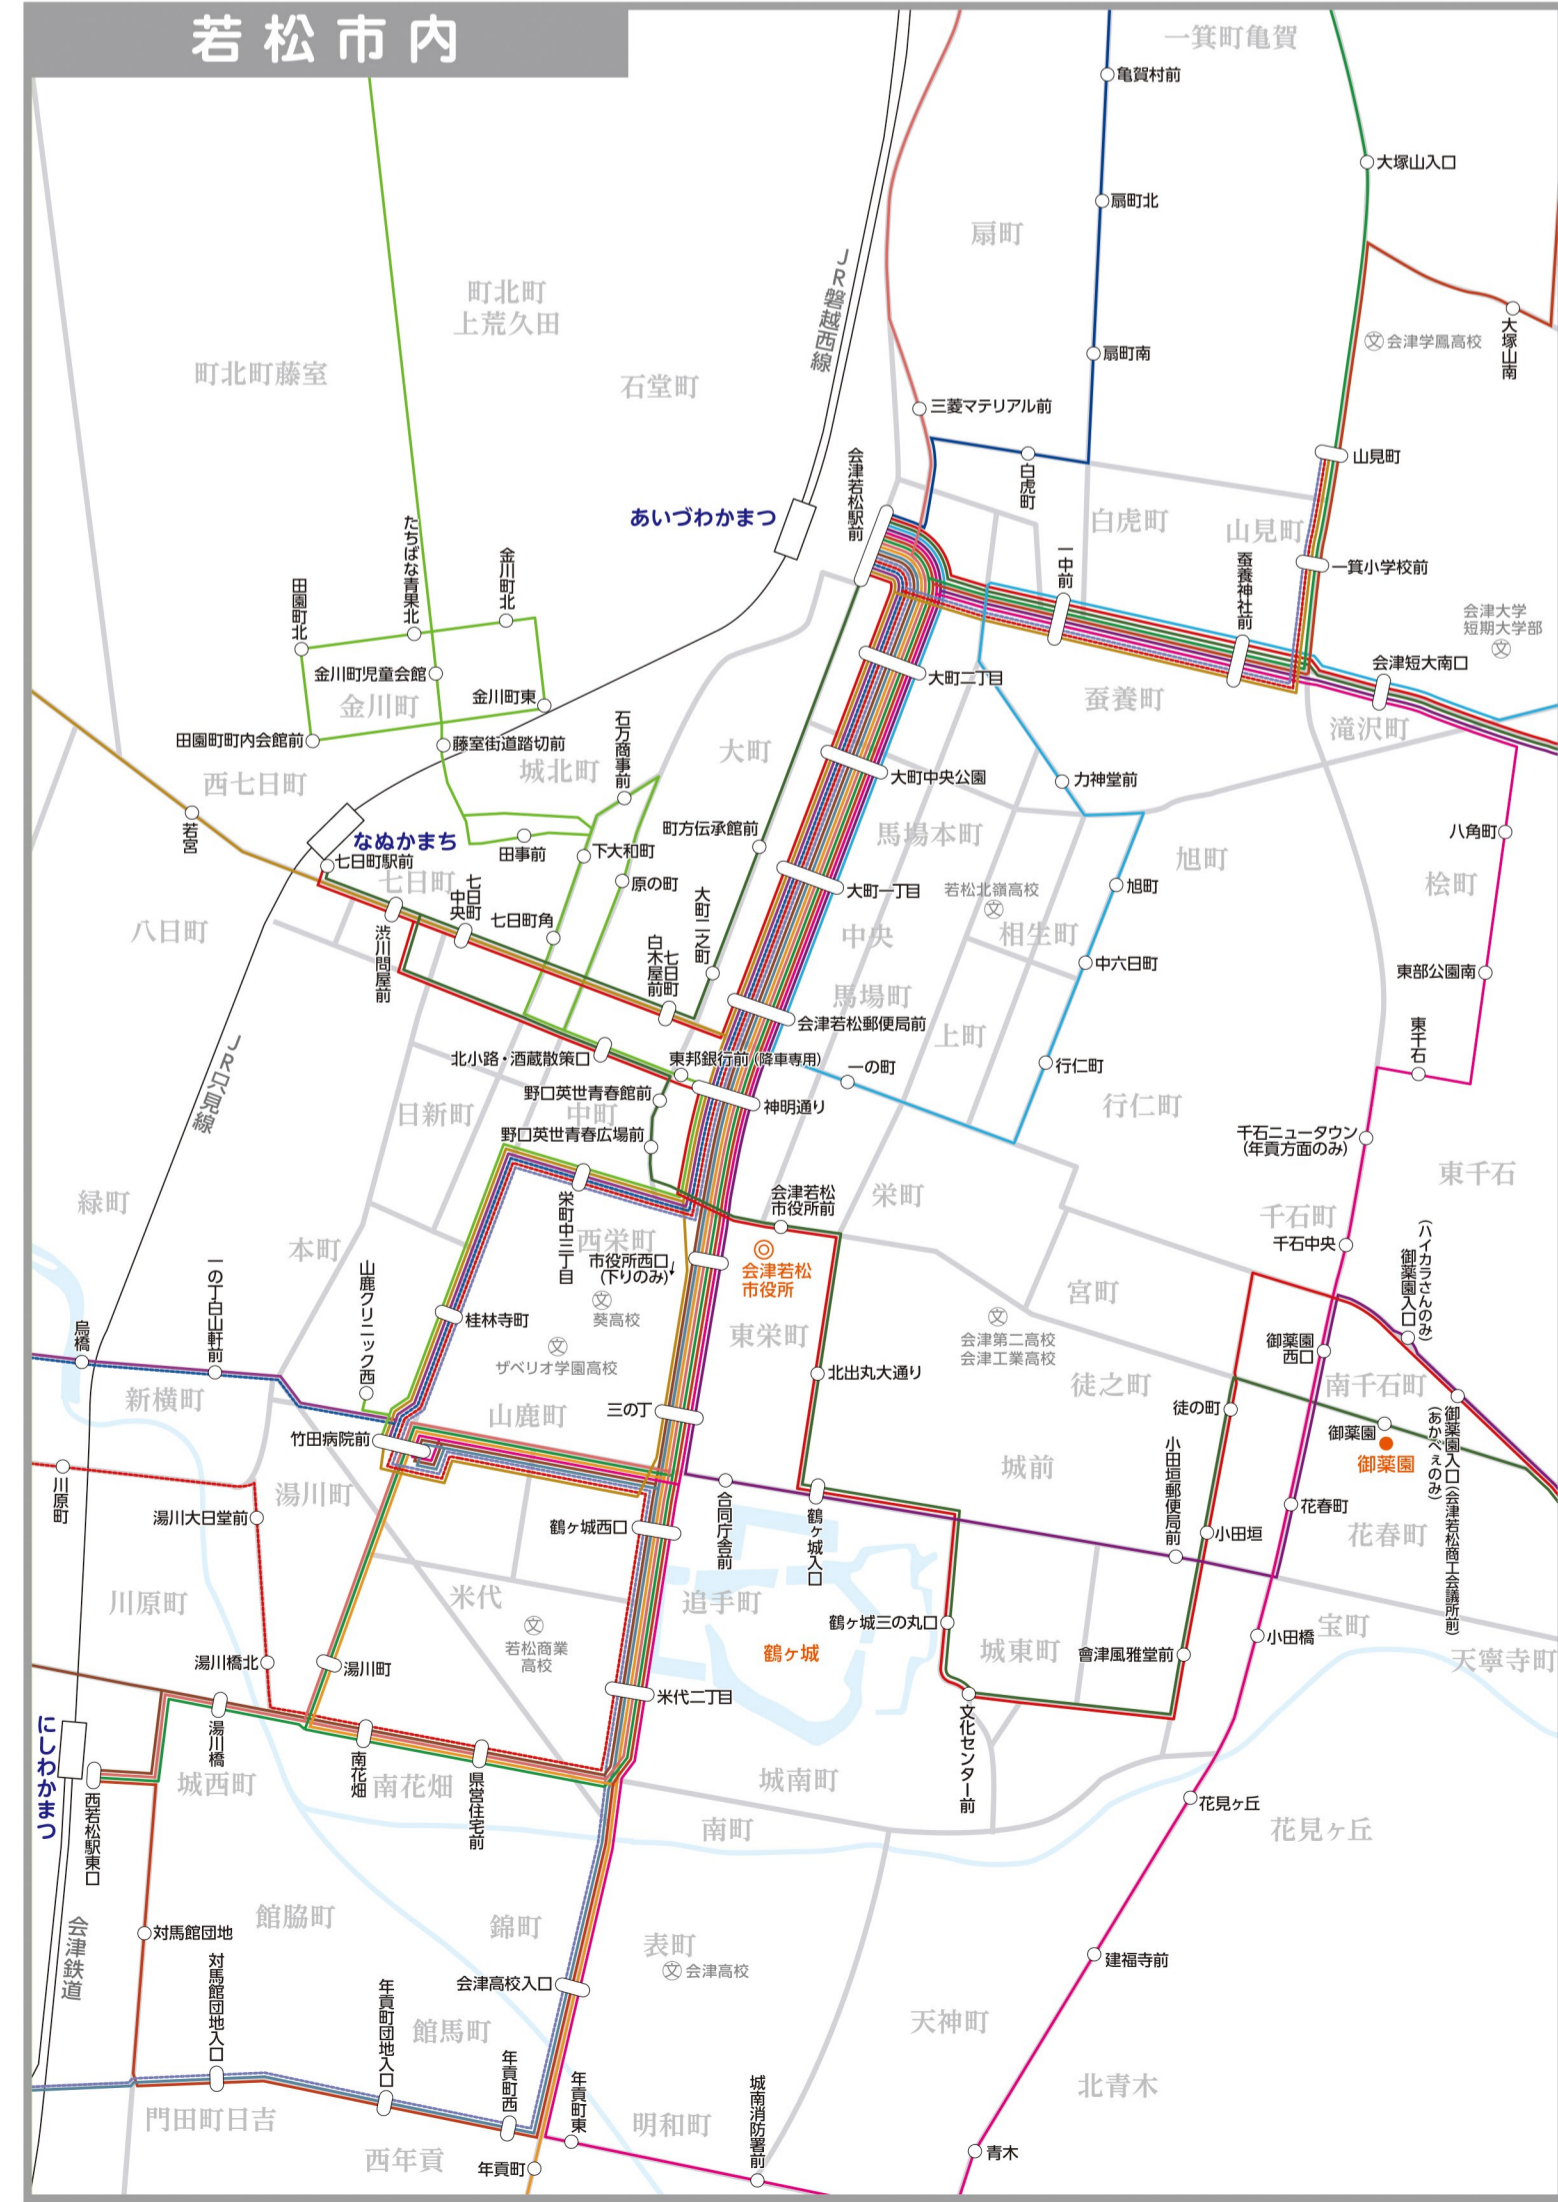 若松市内
一箕町亀賀
亀賀村前
大塚山入口
扇町北
扇町
JR磐越西線
町北町
上荒久田
大塚山南
会津学鳳高校
扇町南
町北町藤室
石堂町
三菱マテリアル前
山見町
会津若松駅前
白虎町
あいづわかまつ
白虎町
山見町
たちばな青果北
金川町北
一中前
蚕養神社前
一箕小学校前
田園町北
会津大学
短期大学部
金川町児童会館
金川町東
金川町
大町二丁目
会津短大南口
蚕養町
滝沢町
田園町町内会館前
藤室街道踏切前
石万商事前
大町
西七日町
城北町
大町中央公園
力神堂前
若宮
なぬかまち
町方伝承館前
馬場本町
八角町
七日町駅前
田事前
下大和町
旭町
七日町
七日町
中央
原の町
大町一丁目
若松北嶺高校
旭町
桧町
七日町角
大町二之町
八日町
渋川問屋前
七日町
白木屋前
中央
相生町
中六日町
東部公園南
馬場町
会津若松郵便局前
上町
東千石
JR只見線
北小路・酒蔵散策口
東邦銀行前(降車専用)
一の町
行仁町
野口英世青春館前
日新町
中町
神明通り
行仁町
野口英世青春広場前
千石ニュータウン
(年貢方面のみ)
東千石
緑町
栄町中三丁目
会津若松
市役所前
栄町
千石町
本町
西栄町
千石中央
一の丁白山軒前
山鹿クリニック西
市役所西口
(下りのみ)
会津若松
市役所
御薬園入口
(ハイカラさんのみ)
宮町
桂林寺町
葵高校
東栄町
会津第二高校
会津工業高校
御薬園
西口
烏橋
ザベリオ学園高校
北出丸大通り
徒之町
南千石町
新横町
山鹿町
三の丁
徒の町
御薬園
御薬園
御薬園入口(会津若松商工会議所前)
(あかべぇのみ)
竹田病院前
城前
小田垣郵便局前
川原町
湯川町
合同庁舎前
鶴ヶ城入口
花春町
湯川大日堂前
鶴ヶ城西口
小田垣
花春町
川原町
米代
追手町
鶴ヶ城三の丸口
小田橋
宝町
若松商業
高校
鶴ヶ城
城東町
會津風雅堂前
天寧寺町
湯川橋北
湯川町
米代二丁目
文化センター前
にしわかまつ
湯川橋
南花畑
県営住宅前
城西町
南花畑
城南町
西若松駅東口
南町
花見ヶ丘
花見ヶ丘
会津鉄道
館脇町
錦町
対馬館団地
表町
会津高校
建福寺前
対馬館団地入口
年貢町団地入口
会津高校入口
館馬町
天神町
年貢町西
年貢町東
城南消防署前
北青木
門田町日吉
明和町
西年貢
年貢町
青木